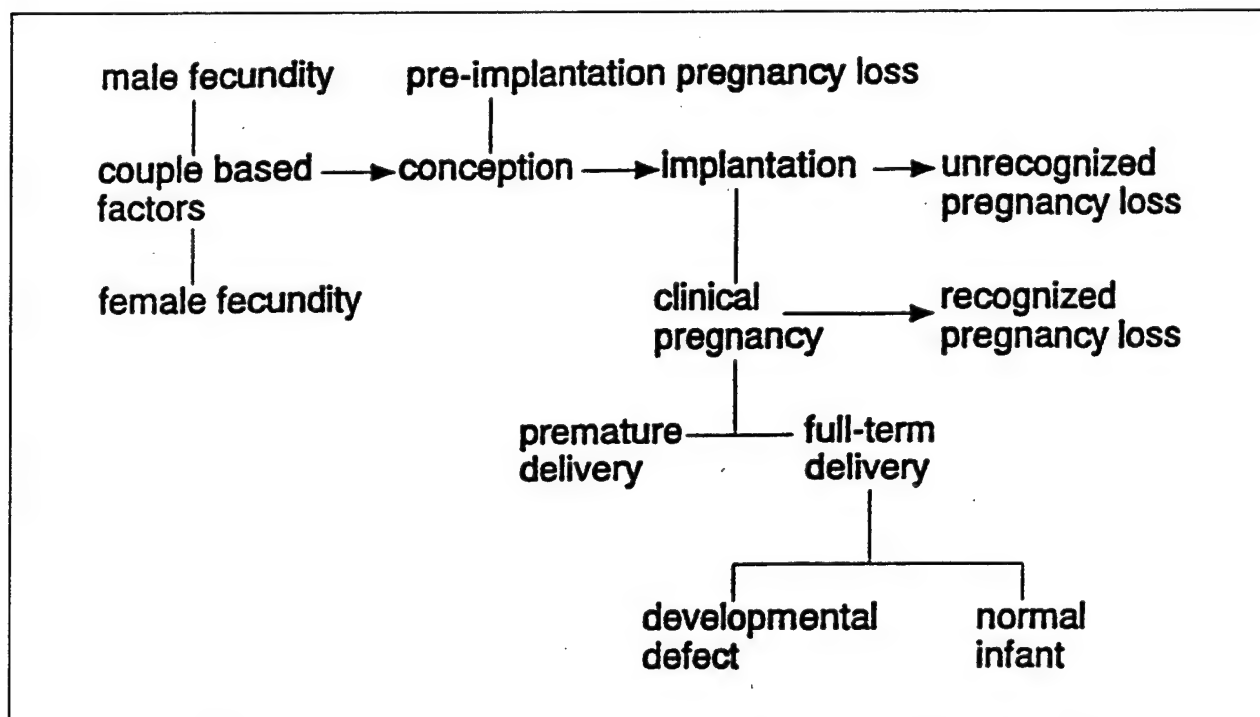 male fecundity
pre-implantation pregnancy loss
couple based
factors
conception
implantation
unrecognized
pregnancy loss
female fecundity
clinical
pregnancy
recognized
pregnancy loss
premature
delivery
full-term
delivery
developmental
defect
normal
infant